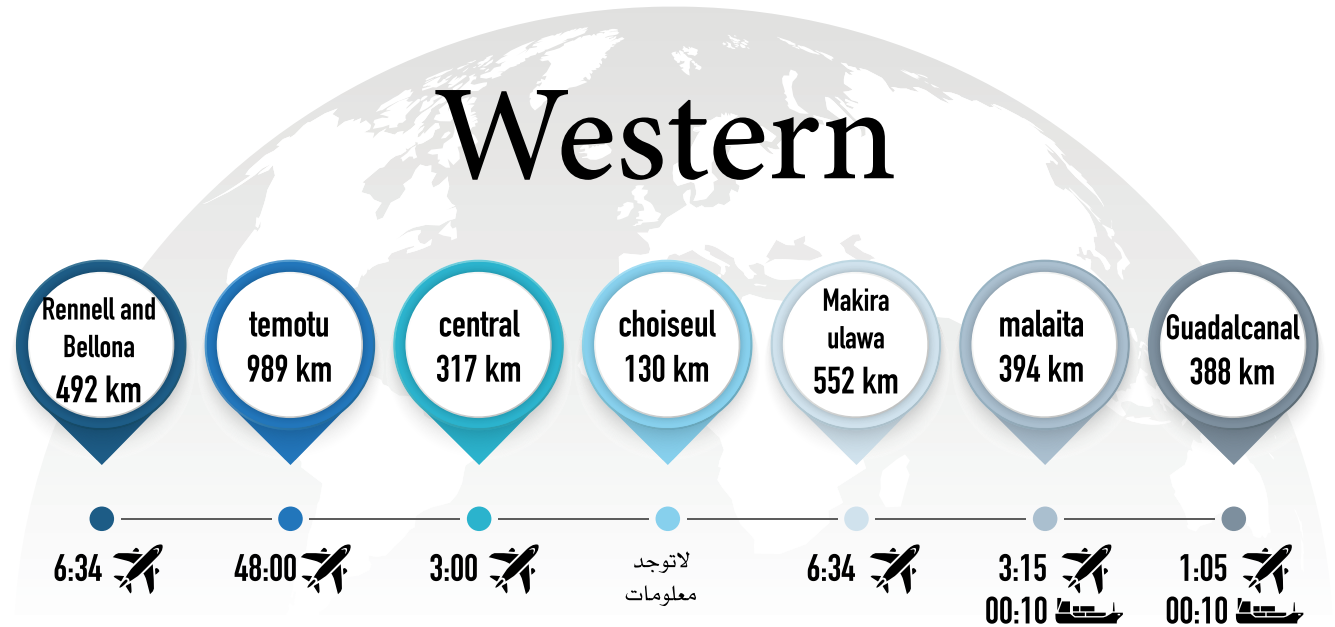 Western
Rennell and
Bellona
492 km
temotu
989 km
central
317 km
choiseul
130 km
Makira
ulawa
552 km
malaita
394 km
Guadalcanal
388 km
6:34
48:00
3:00
لاتوجد
معلومات
6:34
3:15
00:10
1:05
00:10